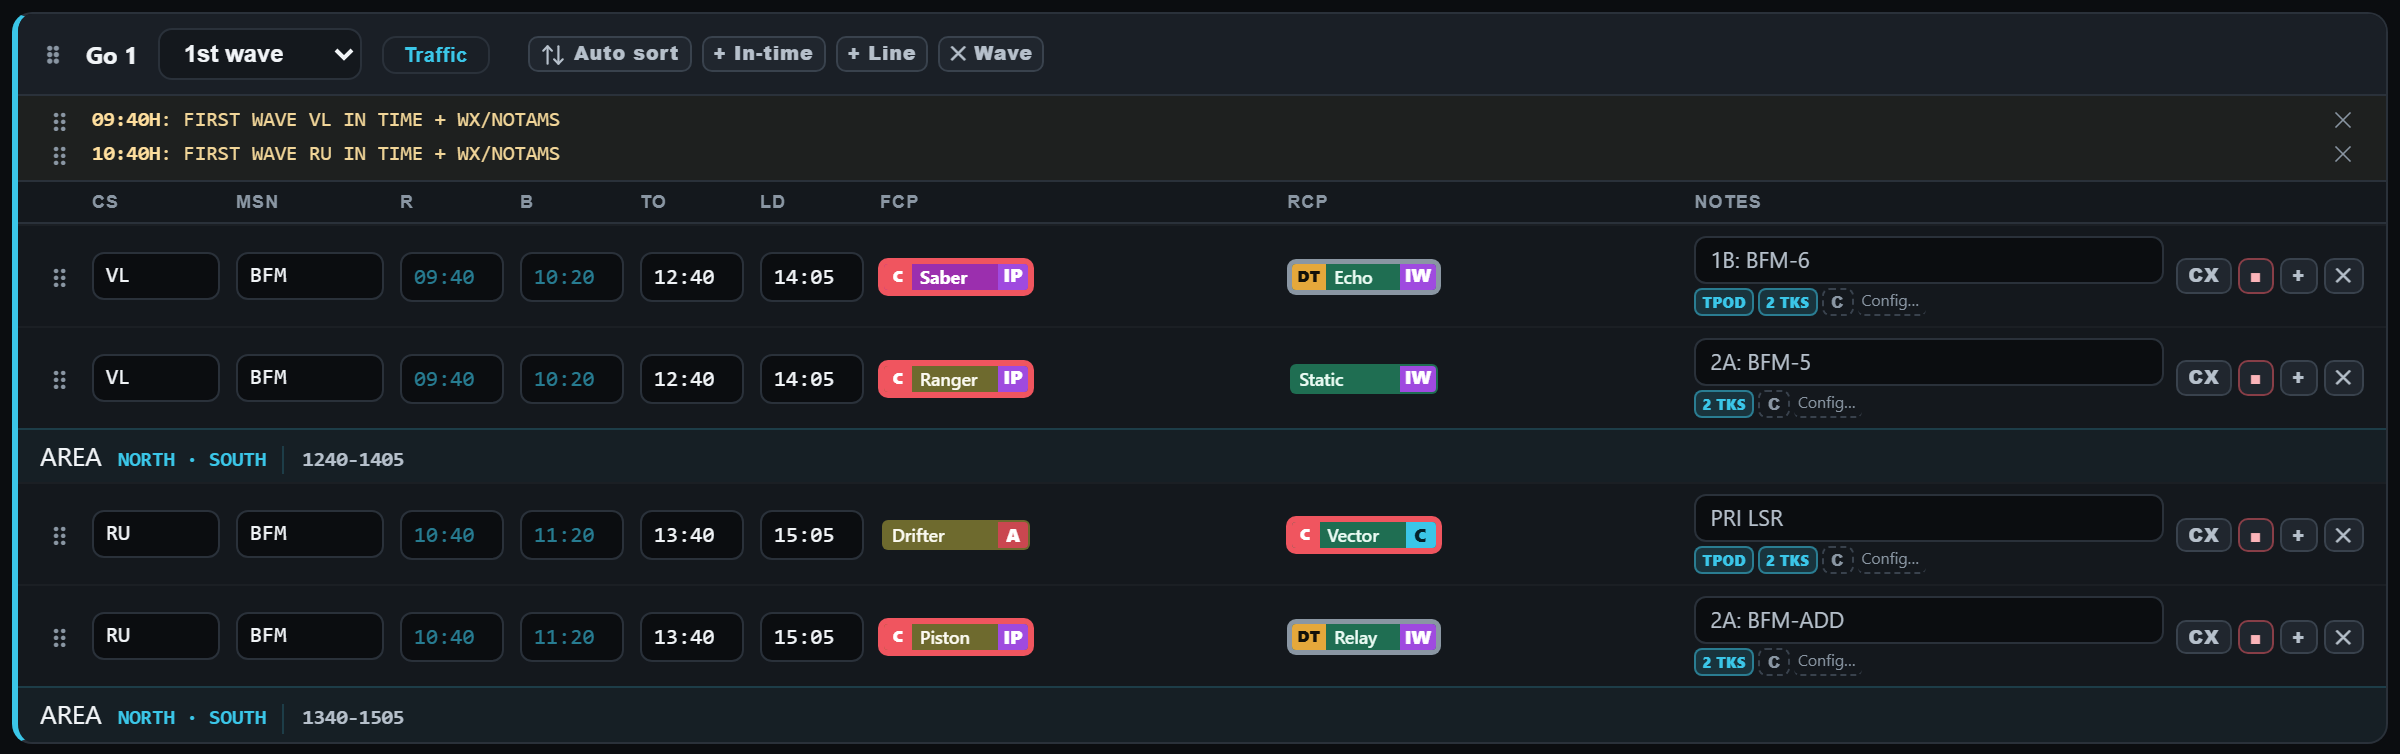 Go 1 1st wave Traffic Auto sort + In-time + Line × Wave
09:40H: FIRST WAVE VL IN TIME + WX/NOTAMS ×
10:40H: FIRST WAVE RU IN TIME + WX/NOTAMS ×
CS MSN R B TO LD FCP RCP NOTES
VL BFM 09:40 10:20 12:40 14:05 C Saber IP DT Echo IW 1B: BFM-6 CX + ×
TPOD 2 TKS C Config...
VL BFM 09:40 10:20 12:40 14:05 C Ranger IP Static IW 2A: BFM-5 CX + ×
2 TKS C Config...
AREA NORTH · SOUTH 1240-1405
RU BFM 10:40 11:20 13:40 15:05 Drifter A C Vector C PRI LSR CX + ×
TPOD 2 TKS C Config...
RU BFM 10:40 11:20 13:40 15:05 C Piston IP DT Relay IW 2A: BFM-ADD CX + ×
2 TKS C Config...
AREA NORTH · SOUTH 1340-1505